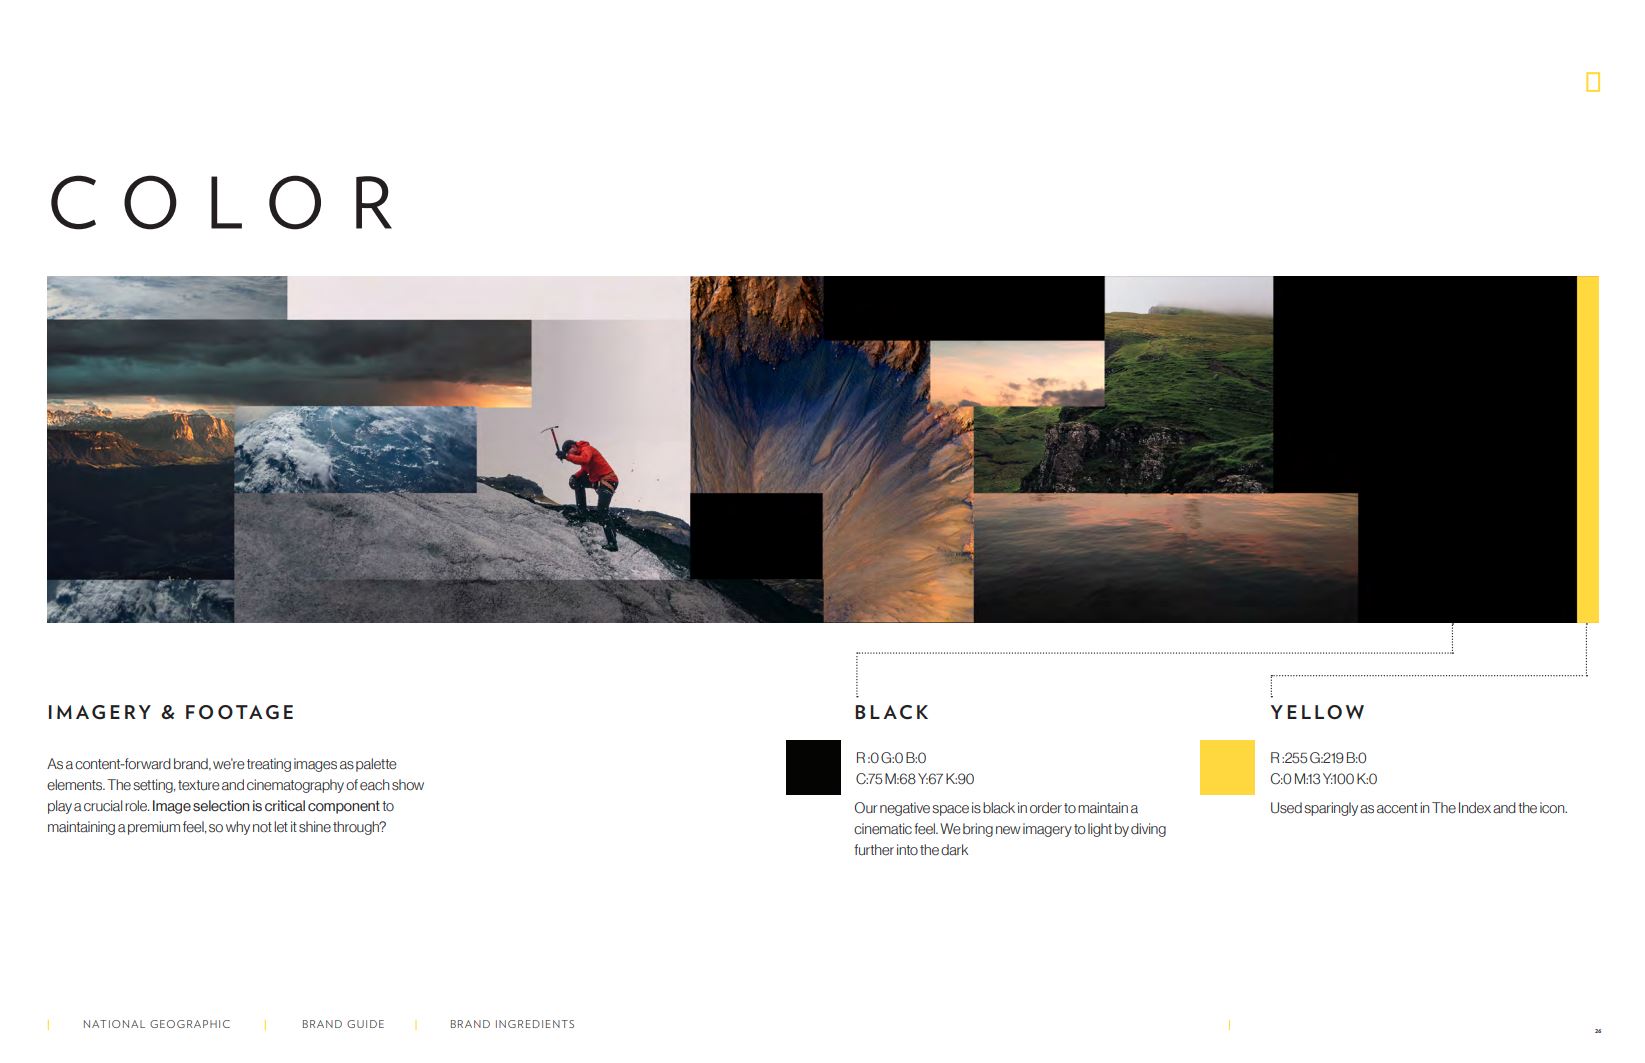 COLOR
IMAGERY & FOOTAGE
As a content-forward brand, we're treating images as palette
elements. The setting, texture and cinematography of each show
play a crucial role. Image selection is critical component to
maintaining a premium feel, so why not let it shine through?
BLACK
R:0 G:0 B:0
C:75 M:68 Y:67 K:90
Our negative space is black in order to maintain a
cinematic feel. We bring new imagery to light by diving
further into the dark
YELLOW
R:255 G:219 B:0
C:0 M:13 Y:100 K:0
Used sparingly as accent in The Index and the icon.
NATIONAL GEOGRAPHIC
BRAND GUIDE
BRAND INGREDIENTS
26